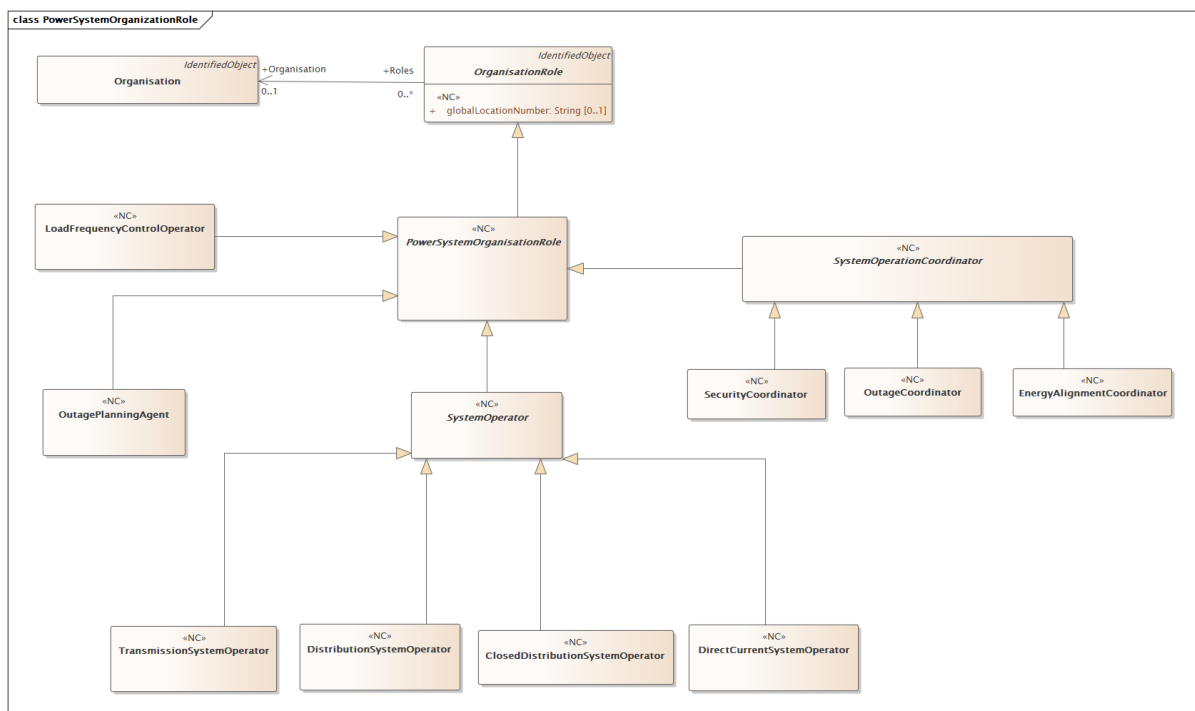 class PowerSystemOrganizationRole
IdentifiedObject
Organisation
+Organisation
0..1
+Roles
0..*
IdentifiedObject
OrganisationRole
«NC»
+ globalLocationNumber: String [0..1]
«NC»
LoadFrequencyControlOperator
«NC»
PowerSystemOrganisationRole
«NC»
SystemOperationCoordinator
«NC»
OutagePlanningAgent
«NC»
SystemOperator
«NC»
SecurityCoordinator
«NC»
OutageCoordinator
«NC»
EnergyAlignmentCoordinator
«NC»
TransmissionSystemOperator
«NC»
DistributionSystemOperator
«NC»
ClosedDistributionSystemOperator
«NC»
DirectCurrentSystemOperator